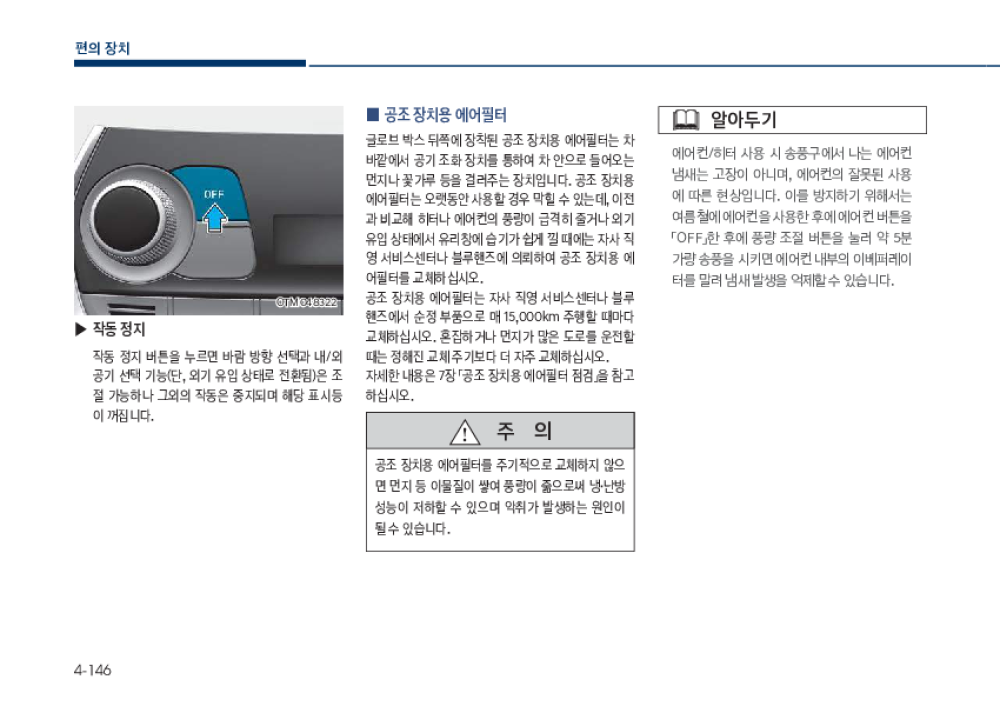 편의 장치
OFF
OTM048322
▶ 작동 정지
작동 정지 버튼을 누르면 바람 방향 선택과 내/외
공기 선택 기능(단, 외기 유입 상태로 전환됨)은 조
절 가능하나 그외의 작동은 중지되며 해당 표시등
이 꺼집니다.
■ 공조 장치용 에어필터
글로브 박스 뒤쪽에 장착된 공조 장치용 에어필터는 차
바깥에서 공기 조화 장치를 통하여 차 안으로 들어오는
먼지나 꽃가루 등을 걸러주는 장치입니다. 공조 장치용
에어필터는 오랫동안 사용할 경우 막힐 수 있는데, 이전
과 비교해 히터나 에어컨의 풍량이 급격히 줄거나 외기
유입 상태에서 유리창에 습기가 쉽게 낄 때에는 자사 직
영 서비스센터나 블루핸즈에 의뢰하여 공조 장치용 에
어필터를 교체하십시오.
공조 장치용 에어필터는 자사 직영 서비스센터나 블루
핸즈에서 순정 부품으로 매 15,000km 주행할 때마다
교체하십시오. 혼잡하거나 먼지가 많은 도로를 운전할
때는 정해진 교체 주기보다 더 자주 교체하십시오.
자세한 내용은 7장 「공조 장치용 에어필터 점검」을 참고
하십시오.
주 의
공조 장치용 에어필터를 주기적으로 교체하지 않으
면 먼지 등 이물질이 쌓여 풍량이 줆으로써 냉·난방
성능이 저하할 수 있으며 악취가 발생하는 원인이
될 수 있습니다.
알아두기
에어컨/히터 사용 시 송풍구에서 나는 에어컨
냄새는 고장이 아니며, 에어컨의 잘못된 사용
에 따른 현상입니다. 이를 방지하기 위해서는
여름철에 에어컨을 사용한 후에 에어컨 버튼을
「OFF」한 후에 풍량 조절 버튼을 눌러 약 5분
가량 송풍을 시키면 에어컨 내부의 이베퍼레이
터를 말려 냄새 발생을 억제할 수 있습니다.
4-146